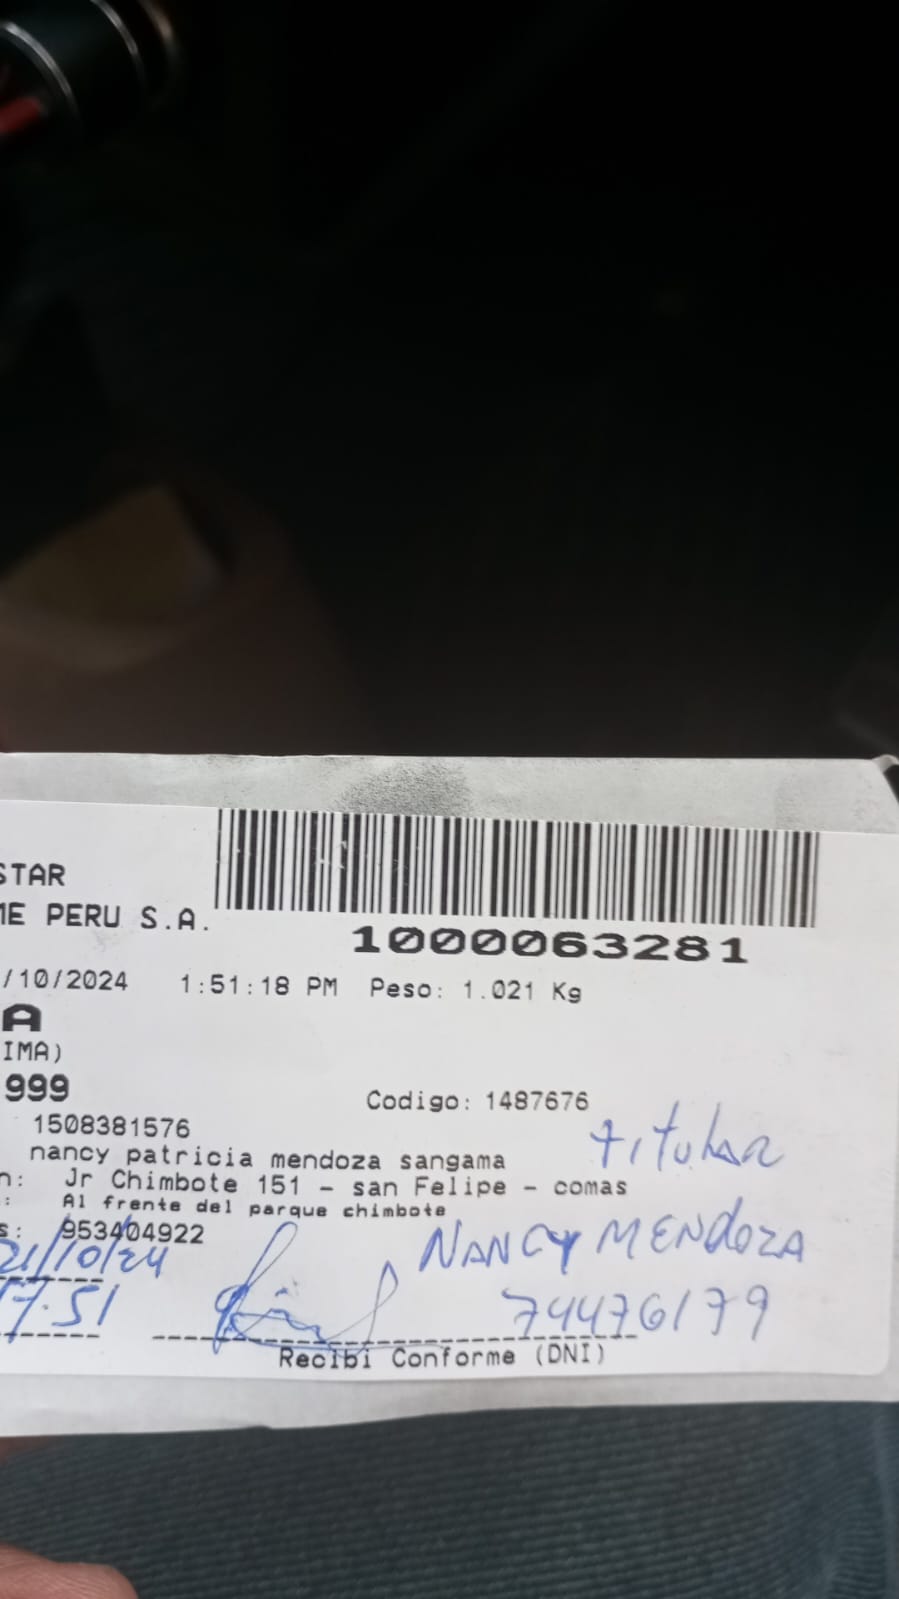 STAR
ME PERU S.A.
1000063281
/10/2024 1:51:18 PM Peso: 1.021 Kg
A
IMA)
999
Codigo: 1487676
1508381576
titular
nancy patricia mendoza sangama
n: Jr Chimbote 151 - san Felipe - comas
: Al frente del parque chimbote
s: 953404922
NANCY MENDOZA
21/10/24
17.51
74476179
Recibi Conforme (DNI)